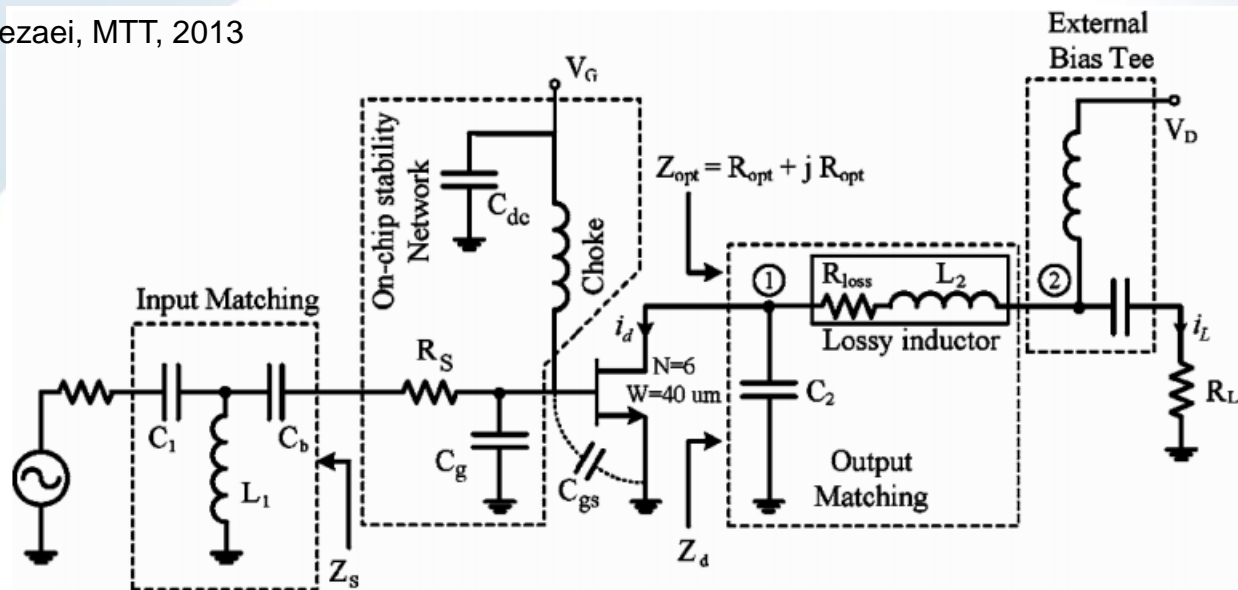 ezaei, MTT, 2013
External
Bias Tee
V_G
V_D
On-chip stability
Network
C_dc
Choke
Z_opt = R_opt + j R_opt
Input Matching
1
R_loss
L_2
2
Lossy inductor
i_d
i_L
R_S
N=6
W=40 um
C_2
R_L
C_1
C_b
L_1
C_g
C_gs
Output
Matching
Z_s
Z_d